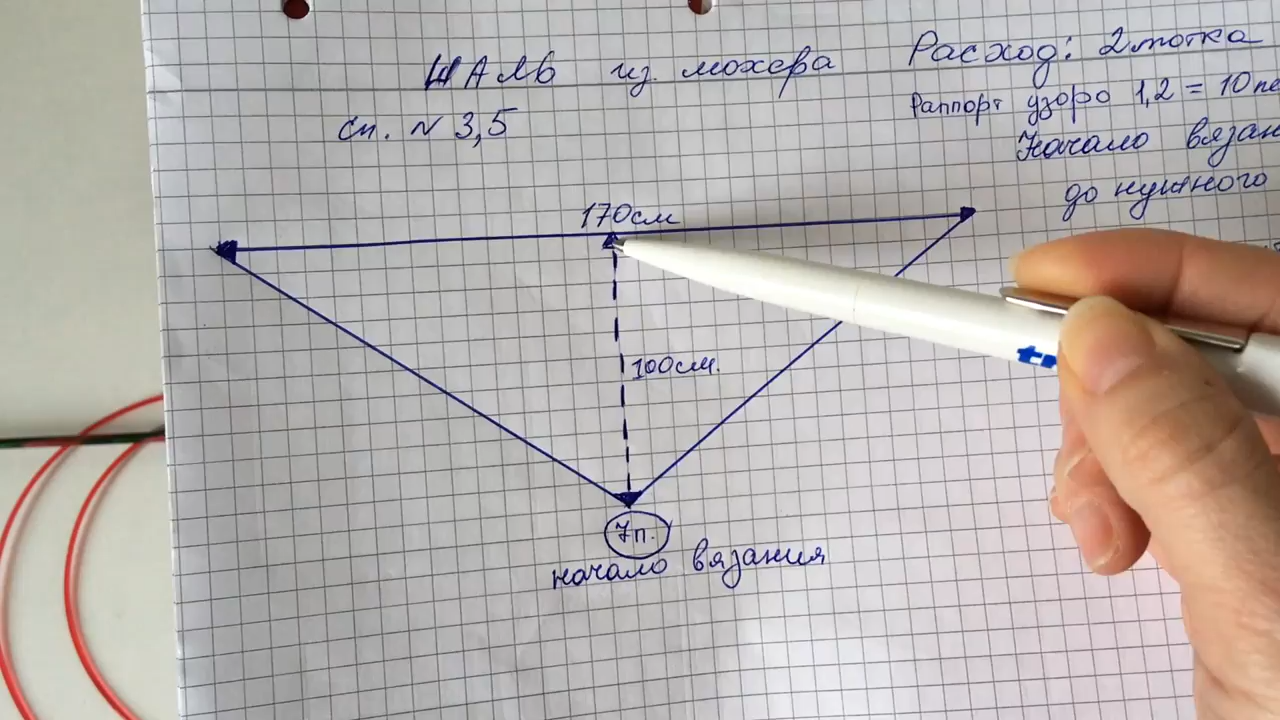 ШАЛЬ из мохера
сп. N 3,5
Расход: 2 мотка
Раппорт узора 1,2 = 10 пе
Начало вязан
до нужного
170см
100см.
7п.
начало вязания